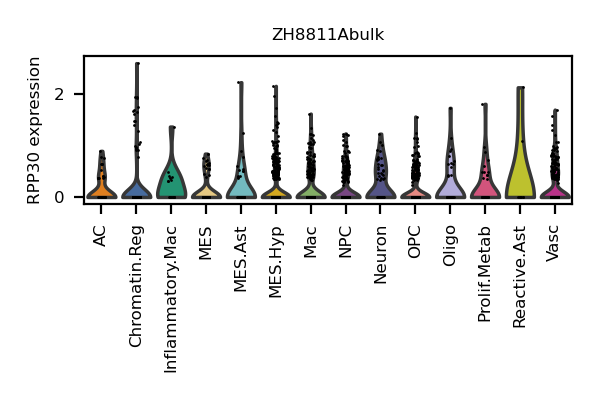 ZH8811Abulk
RPP30 expression
2
0
AC
Chromatin.Reg
Inflammatory.Mac
MES
MES.Ast
MES.Hyp
Mac
NPC
Neuron
OPC
Oligo
Prolif.Metab
Reactive.Ast
Vasc